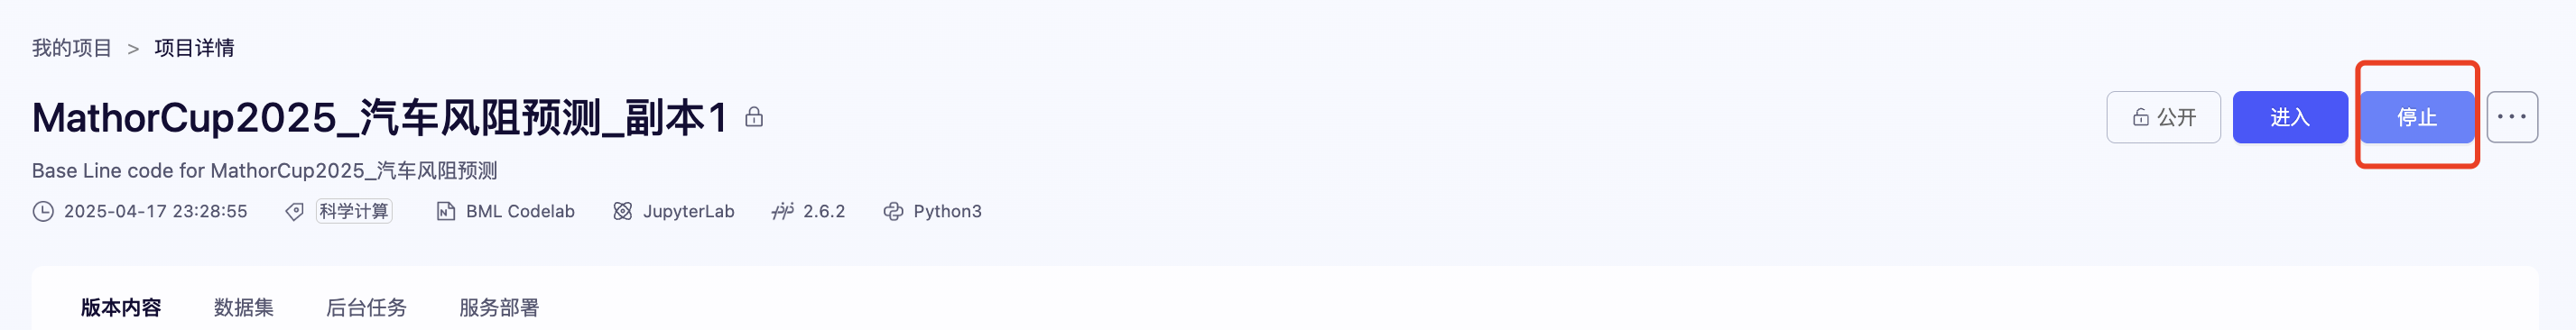 我的项目 > 项目详情
MathorCup2025_汽车风阻预测_副本1
公开 进入 停止 ...
Base Line code for MathorCup2025_汽车风阻预测
2025-04-17 23:28:55 科学计算 BML Codelab JupyterLab 2.6.2 Python3
版本内容 数据集 后台任务 服务部署